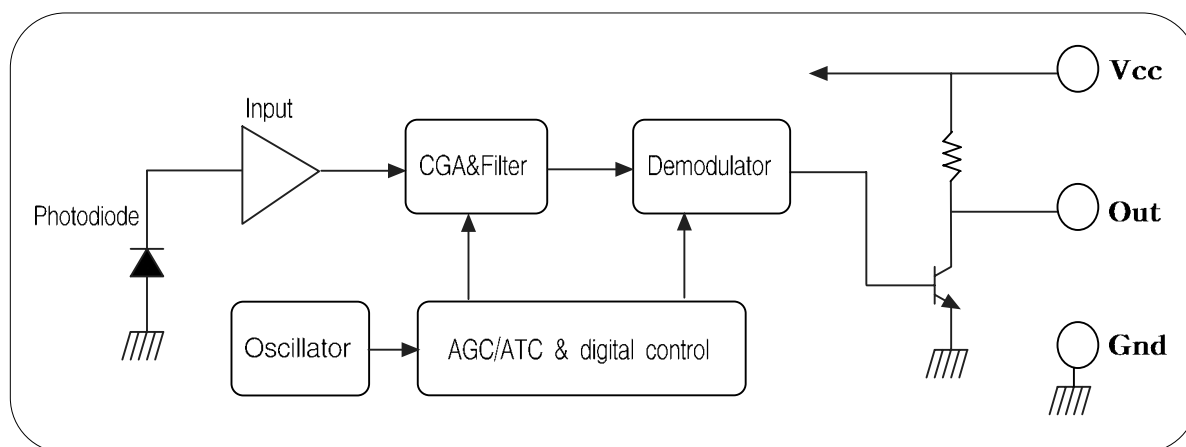 Vcc
Input
CGA&Filter
Demodulator
Photodiode
Out
Oscillator
AGC/ATC & digital control
Gnd